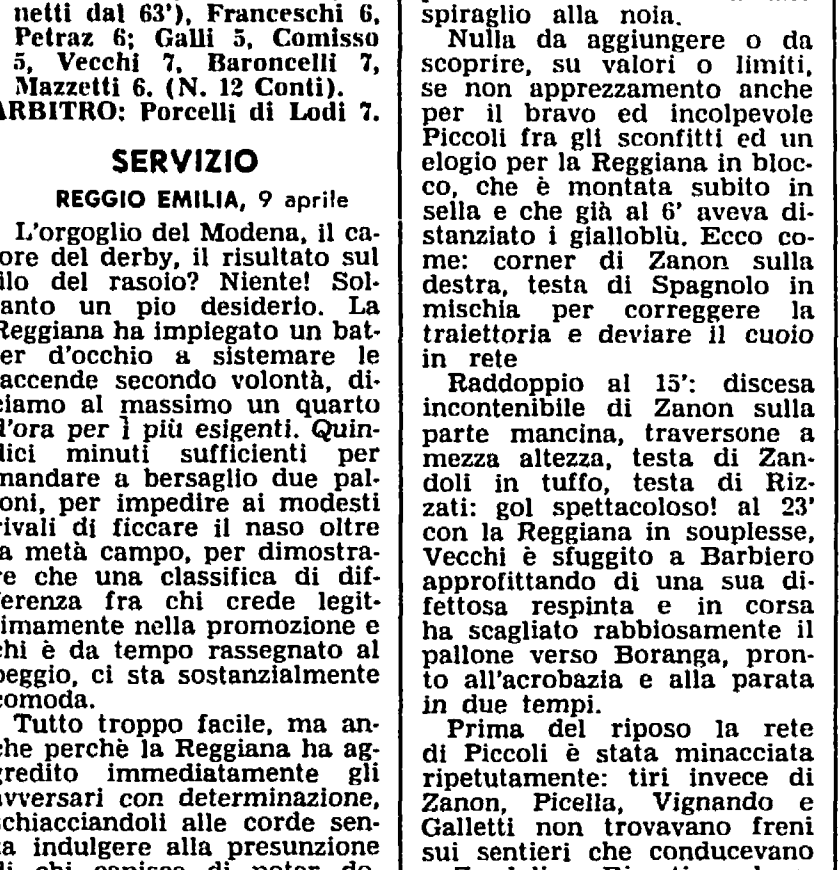 netti dal 63'), Franceschi 6,
Petraz 6; Galli 5, Comisso
5, Vecchi 7, Baroncelli 7,
Mazzetti 6. (N. 12 Conti).
ARBITRO: Porcelli di Lodi 7.
SERVIZIO
REGGIO EMILIA, 9 aprile
L'orgoglio del Modena, il ca-
ore del derby, il risultato sul
ilo del rasoio? Niente! Sol-
anto un pio desiderio. La
Reggiana ha impiegato un bat-
er d'occhio a sistemare le
accende secondo volontà, di-
ciamo al massimo un quarto
d'ora per i più esigenti. Quin-
dici minuti sufficienti per
mandare a bersaglio due pal-
oni, per impedire ai modesti
rivali di ficcare il naso oltre
a metà campo, per dimostra-
re che una classifica di dif-
ferenza fra chi crede legit-
imamente nella promozione e
chi è da tempo rassegnato al
peggio, ci sta sostanzialmente
comoda.
Tutto troppo facile, ma an-
che perchè la Reggiana ha ag-
gredito immediatamente gli
avversari con determinazione,
schiacciandoli alle corde sen-
za indulgere alla presunzione
di chi capisce di poter do-
spiraglio alla noia.
Nulla da aggiungere o da
scoprire, su valori o limiti,
se non apprezzamento anche
per il bravo ed incolpevole
Piccoli fra gli sconfitti ed un
elogio per la Reggiana in bloc-
co, che è montata subito in
sella e che già al 6' aveva di-
stanziato i gialloblù. Ecco co-
me: corner di Zanon sulla
destra, testa di Spagnolo in
mischia per correggere la
traiettoria e deviare il cuoio
in rete
Raddoppio al 15': discesa
incontenibile di Zanon sulla
parte mancina, traversone a
mezza altezza, testa di Zan-
doli in tuffo, testa di Riz-
zati: gol spettacoloso! al 23'
con la Reggiana in souplesse,
Vecchi è sfuggito a Barbiero
approfittando di una sua di-
fettosa respinta e in corsa
ha scagliato rabbiosamente il
pallone verso Boranga, pron-
to all'acrobazia e alla parata
in due tempi.
Prima del riposo la rete
di Piccoli è stata minacciata
ripetutamente: tiri invece di
Zanon, Picella, Vignando e
Galletti non trovavano freni
sui sentieri che conducevano